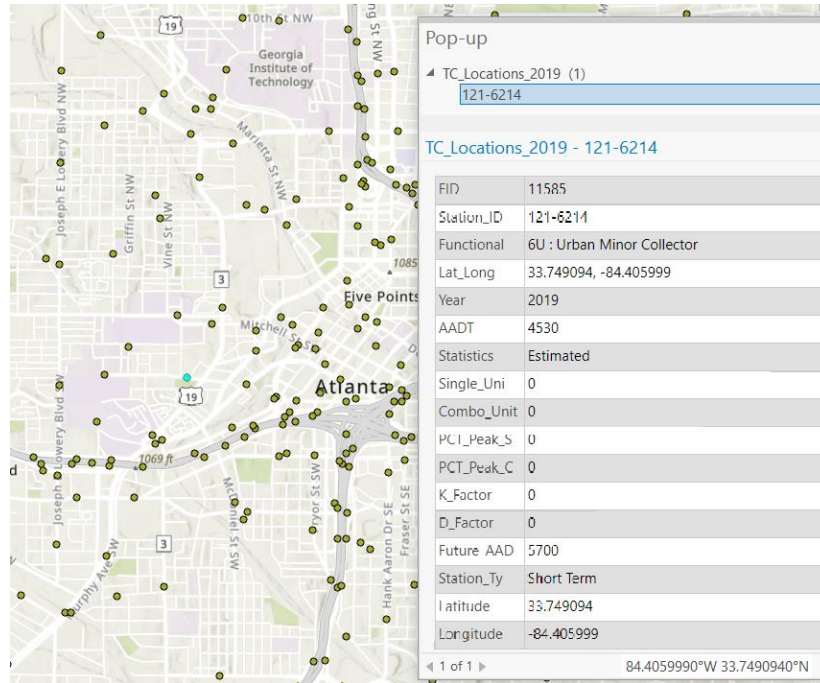 19
10th St NW
Georgia
Institute of
Technology
Joseph E Lowery Blvd NW
Marietta St NW
Griffin St NW
Vine St NW
3
1085
Five Points
Mitchell St S
Atlanta
19
Joseph Lowery Blvd SW
1069 ft
d
McDaniel St SW
Pryor St SW
Hank Aaron Dr SE
Fraser St SE
3
Murphy Ave SW
Pop-up
TC_Locations_2019 (1)
121-6214
TC_Locations_2019 - 121-6214
FID 11585
Station_ID 121-6214
Functional 6U : Urban Minor Collector
Lat_Long 33.749094, -84.405999
Year 2019
AADT 4530
Statistics Estimated
Single_Uni 0
Combo_Unit 0
PCT_Peak_S 0
PCT_Peak_C 0
K_Factor 0
D_Factor 0
Future AAD 5700
Station_Ty Short Term
Latitude 33.749094
Longitude -84.405999
1 of 1 84.4059990°W 33.7490940°N